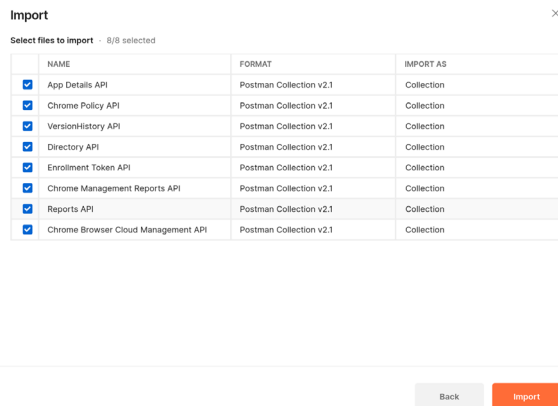 Import
Select files to import · 8/8 selected
NAME FORMAT IMPORT AS
App Details API Postman Collection v2.1 Collection
Chrome Policy API Postman Collection v2.1 Collection
VersionHistory API Postman Collection v2.1 Collection
Directory API Postman Collection v2.1 Collection
Enrollment Token API Postman Collection v2.1 Collection
Chrome Management Reports API Postman Collection v2.1 Collection
Reports API Postman Collection v2.1 Collection
Chrome Browser Cloud Management API Postman Collection v2.1 Collection
Back Import